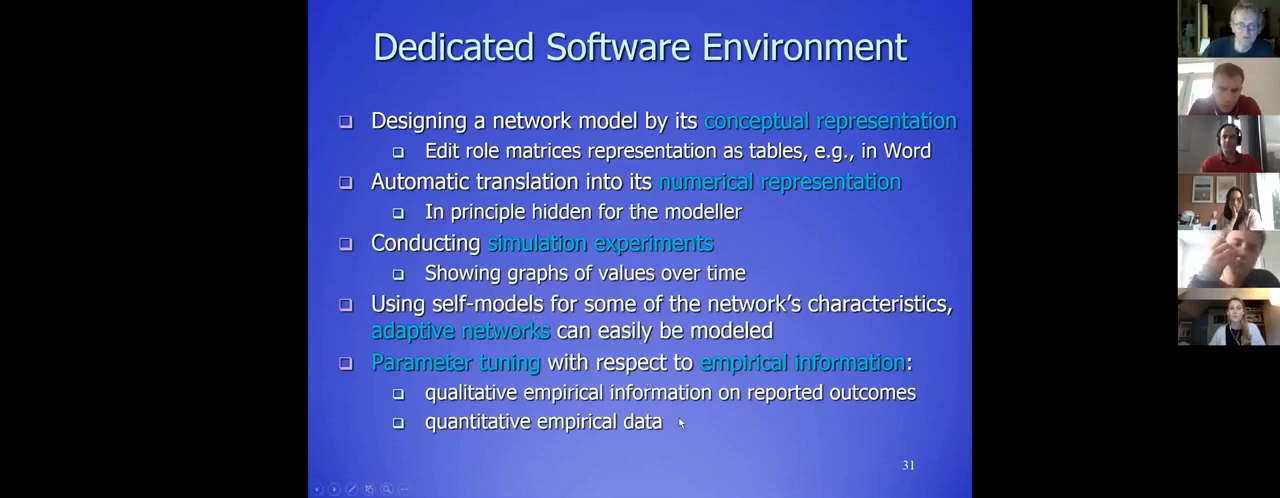 Dedicated Software Environment
Designing a network model by its conceptual representation
Edit role matrices representation as tables, e.g., in Word
Automatic translation into its numerical representation
In principle hidden for the modeller
Conducting simulation experiments
Showing graphs of values over time
Using self-models for some of the network's characteristics,
adaptive networks can easily be modeled
Parameter tuning with respect to empirical information:
qualitative empirical information on reported outcomes
quantitative empirical data
31